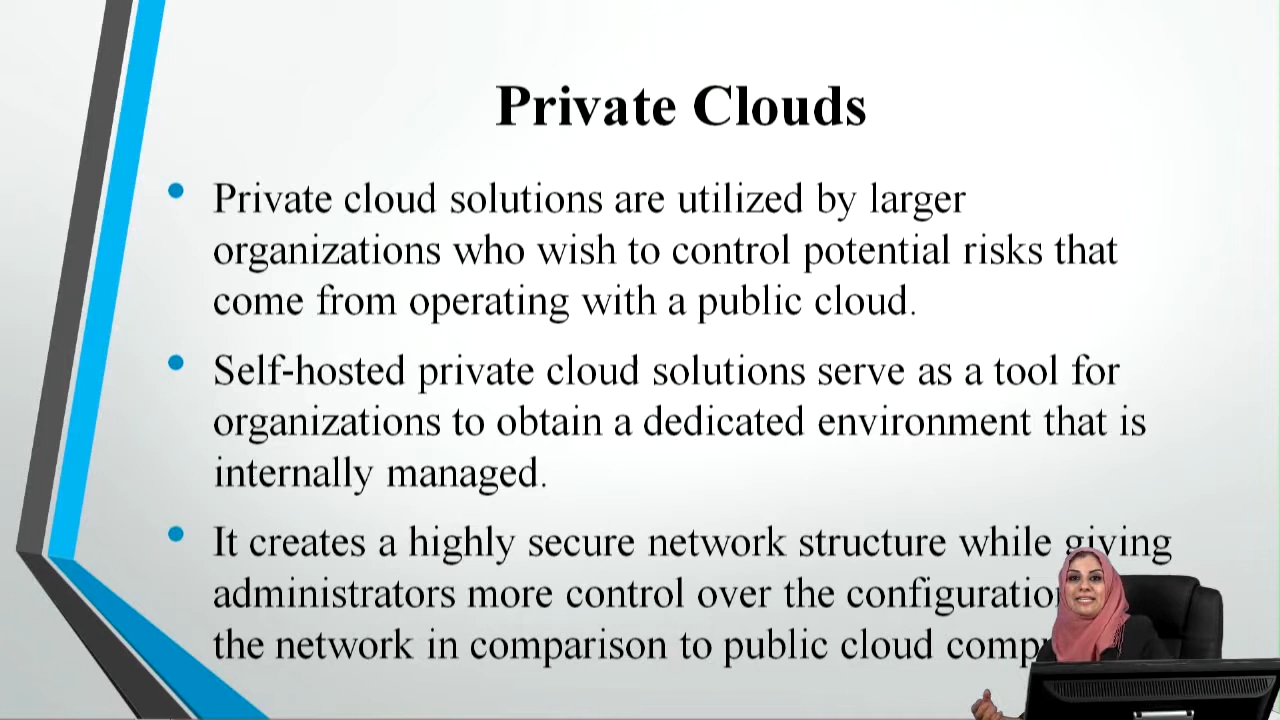 Private Clouds
Private cloud solutions are utilized by larger
organizations who wish to control potential risks that
come from operating with a public cloud.
Self-hosted private cloud solutions serve as a tool for
organizations to obtain a dedicated environment that is
internally managed.
It creates a highly secure network structure while giving
administrators more control over the
the network in comparison to public cloud